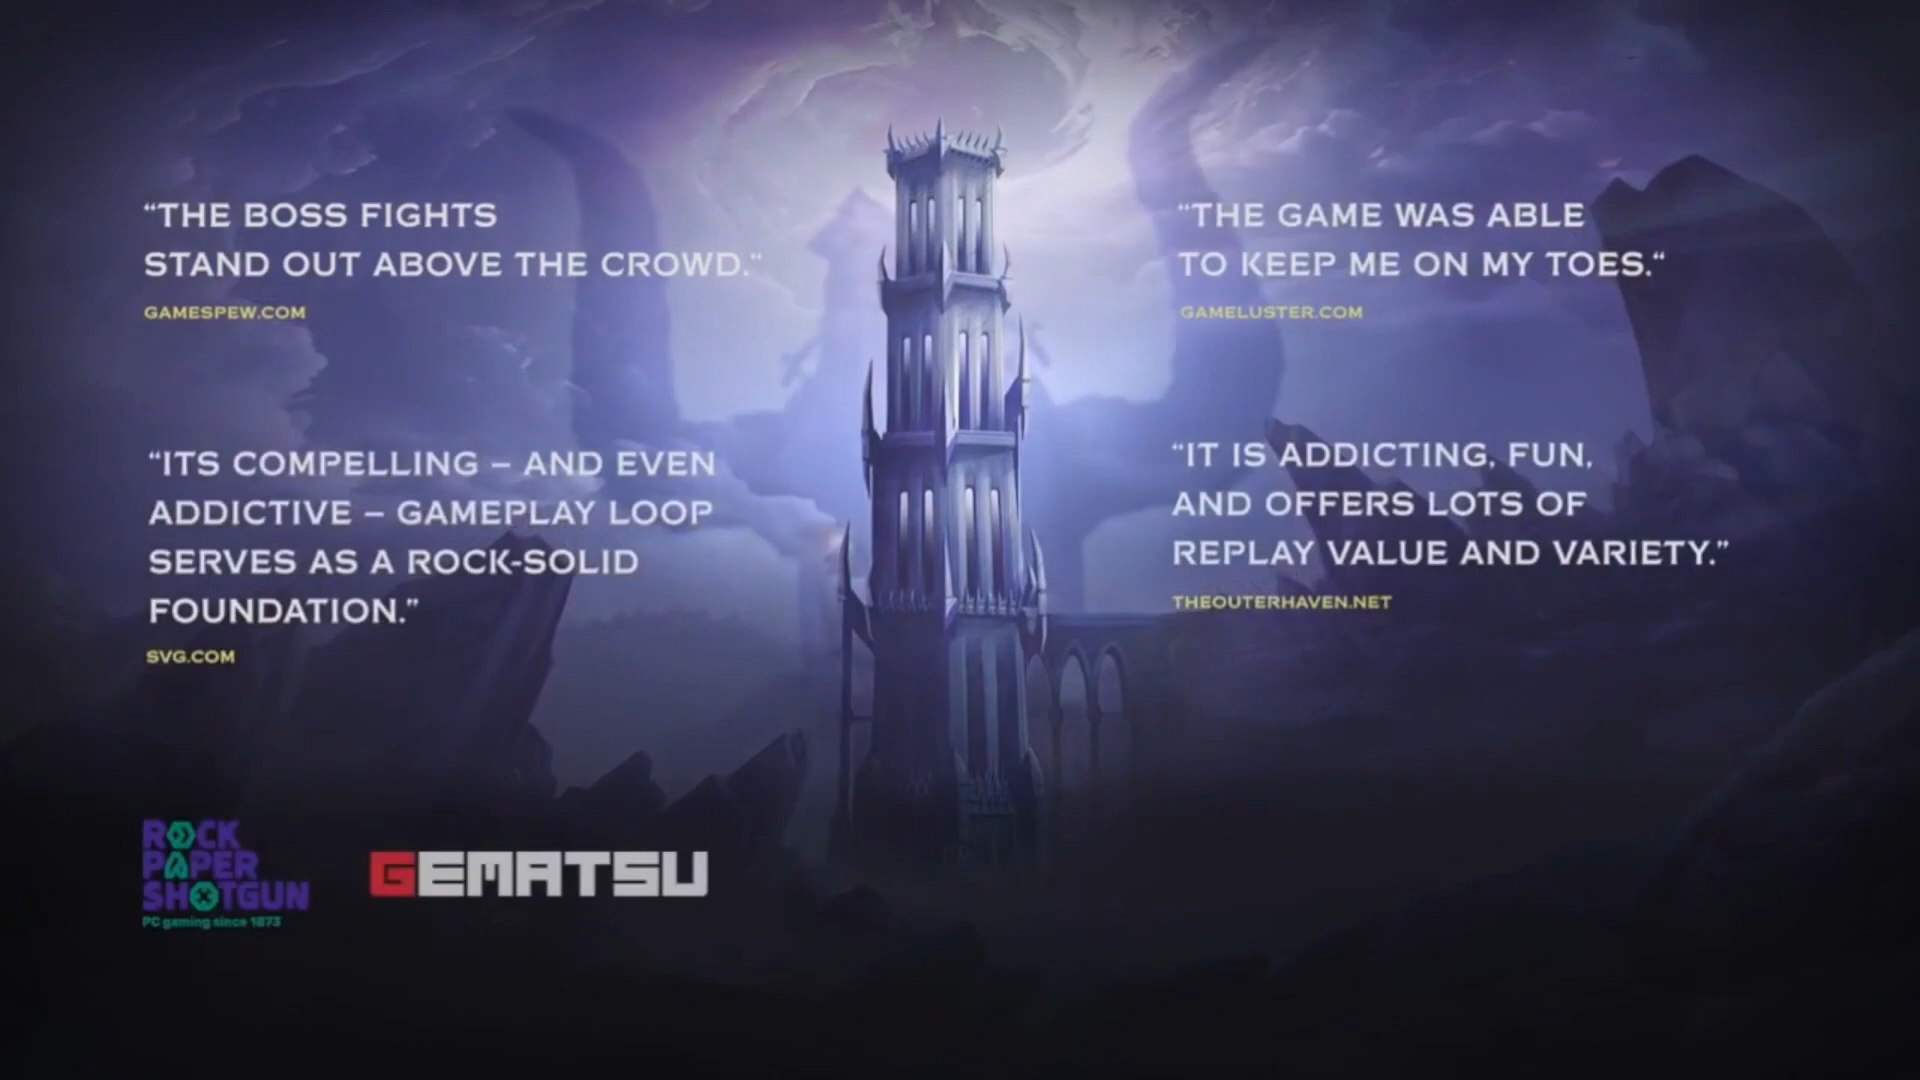 “THE BOSS FIGHTS
STAND OUT ABOVE THE CROWD.“
GAMESPEW.COM
“THE GAME WAS ABLE
TO KEEP ME ON MY TOES.“
GAMELUSTER.COM
“ITS COMPELLING – AND EVEN
ADDICTIVE – GAMEPLAY LOOP
SERVES AS A ROCK-SOLID
FOUNDATION.”
SVG.COM
“IT IS ADDICTING, FUN,
AND OFFERS LOTS OF
REPLAY VALUE AND VARIETY.”
THEOUTERHAVEN.NET
ROCK
PAPER
SHOTGUN
PC gaming since 1873
GEMATSU